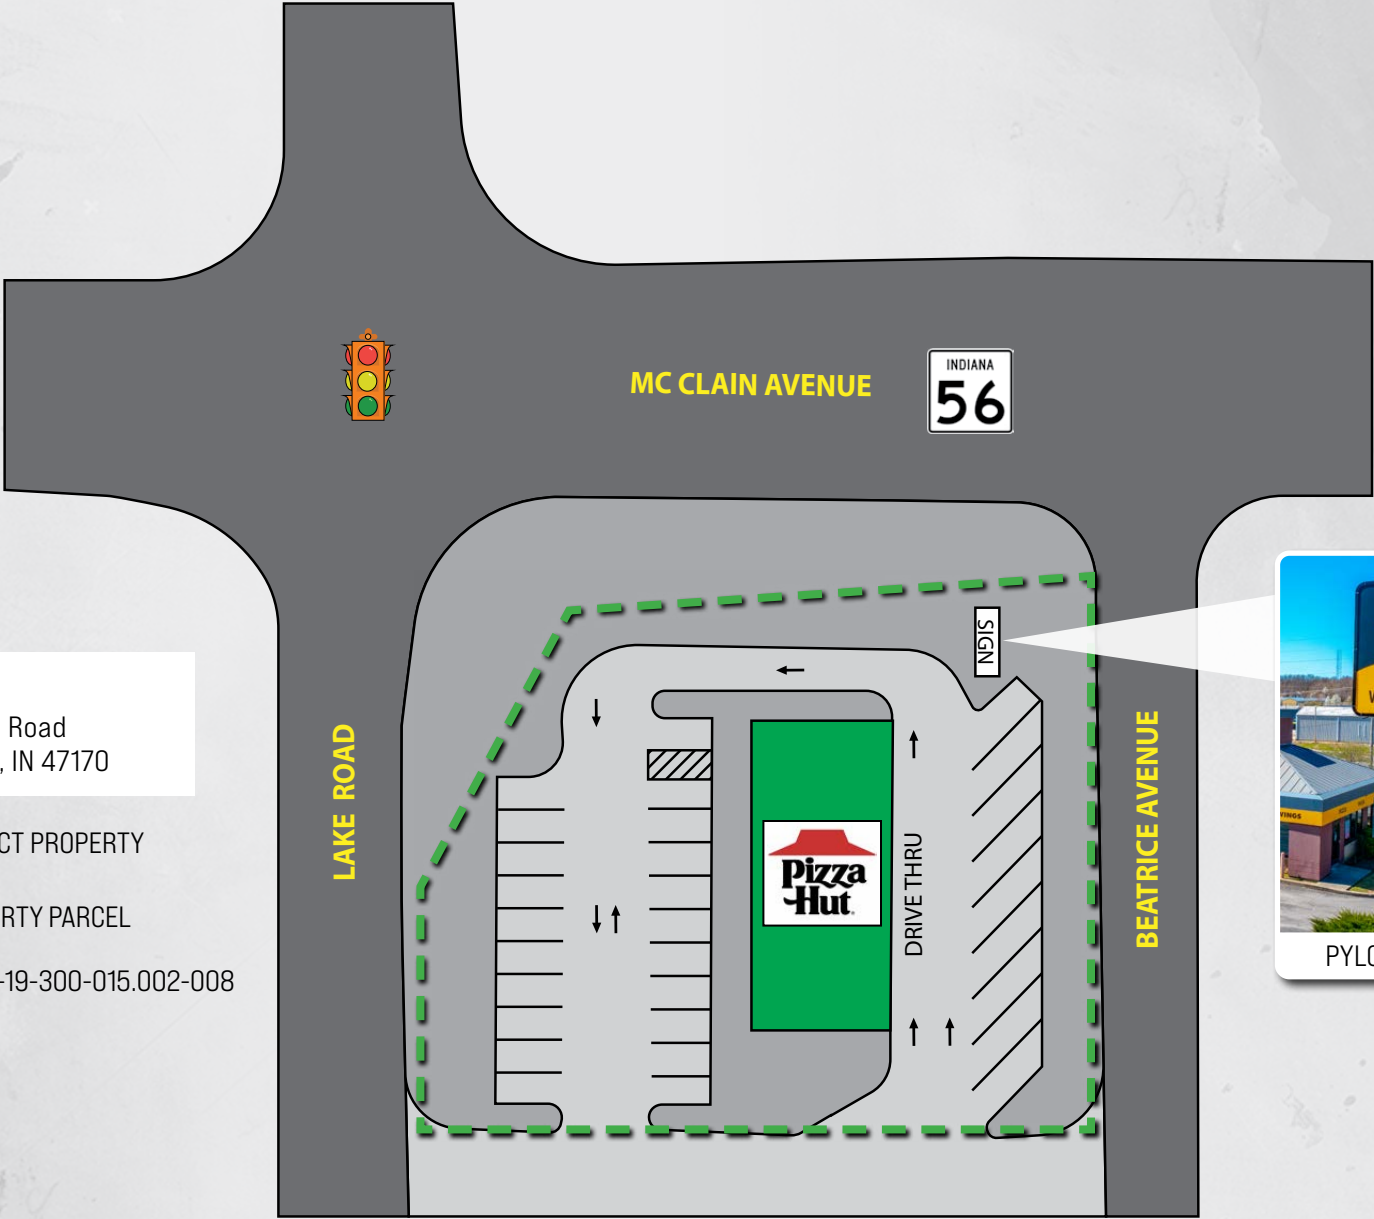 MC CLAIN AVENUE
INDIANA
56
SIGN
LAKE ROAD
BEATRICE AVENUE
Pizza
Hut
DRIVE THRU
Road
, IN 47170
CT PROPERTY
RTY PARCEL
-19-300-015.002-008
WINGS